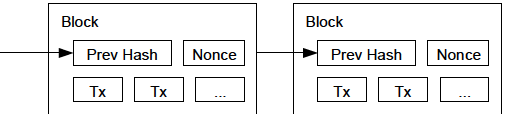 Block
Prev Hash
Nonce
Tx
Tx
...
Block
Prev Hash
Nonce
Tx
Tx
...